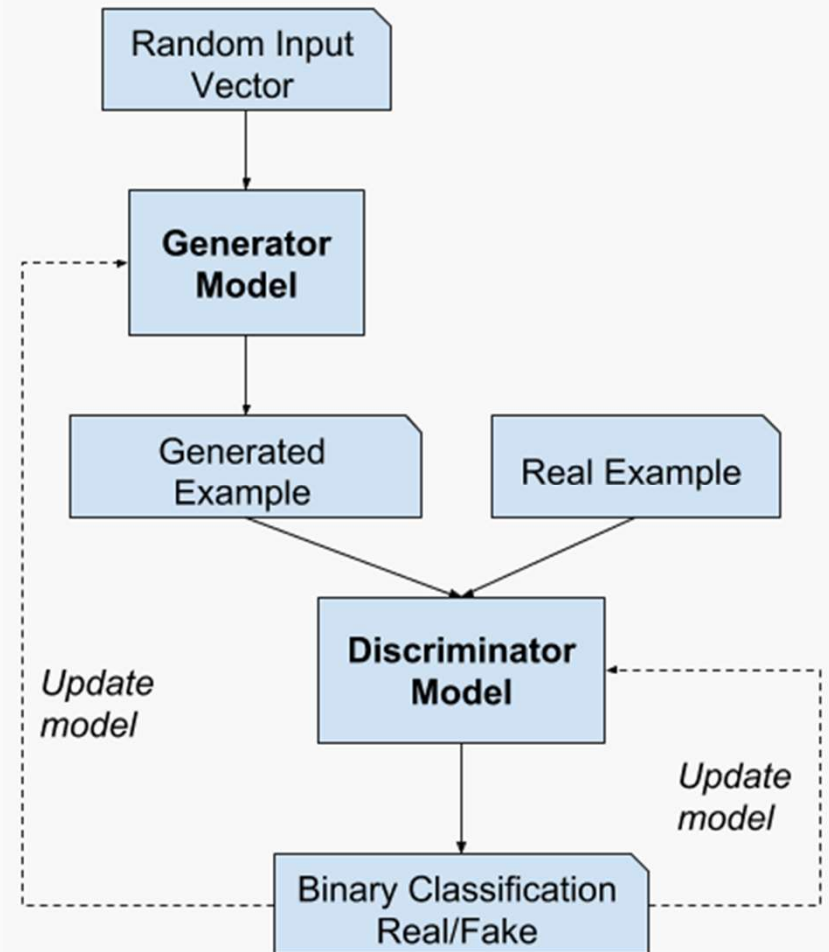 Random Input
Vector
Generator
Model
Generated
Example
Real Example
Discriminator
Model
Update
model
Update
model
Binary Classification
Real/Fake